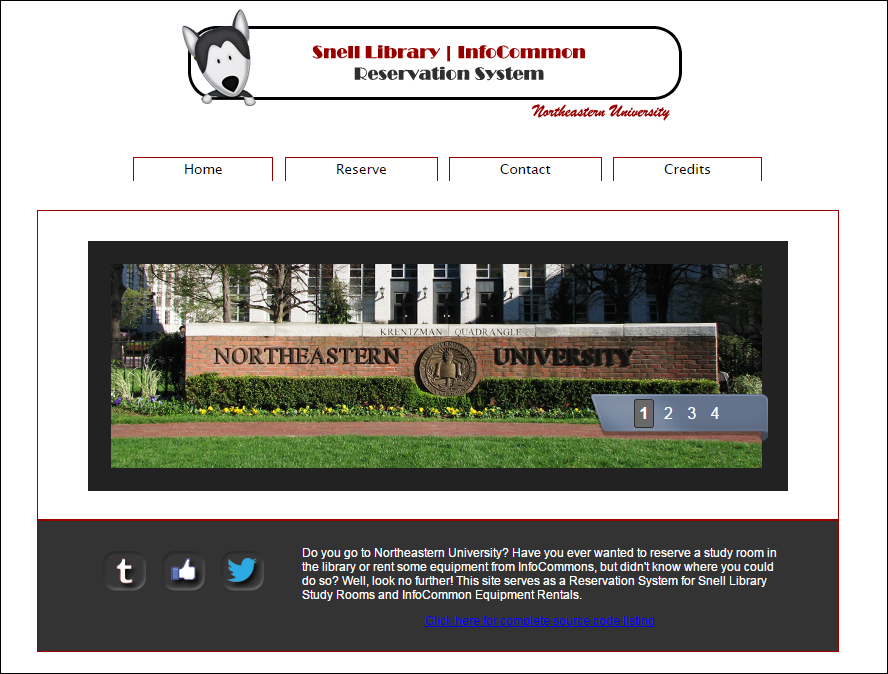 Snell Library | InfoCommon
Reservation System
Northeastern University
Home
Reserve
Contact
Credits
KRENTZMAN QUADRANGLE
NORTHEASTERN UNIVERSITY
1 2 3 4
t
Do you go to Northeastern University? Have you ever wanted to reserve a study room in
the library or rent some equipment from InfoCommons, but didn't know where you could
do so? Well, look no further! This site serves as a Reservation System for Snell Library
Study Rooms and InfoCommon Equipment Rentals.
Click here for complete source code listing